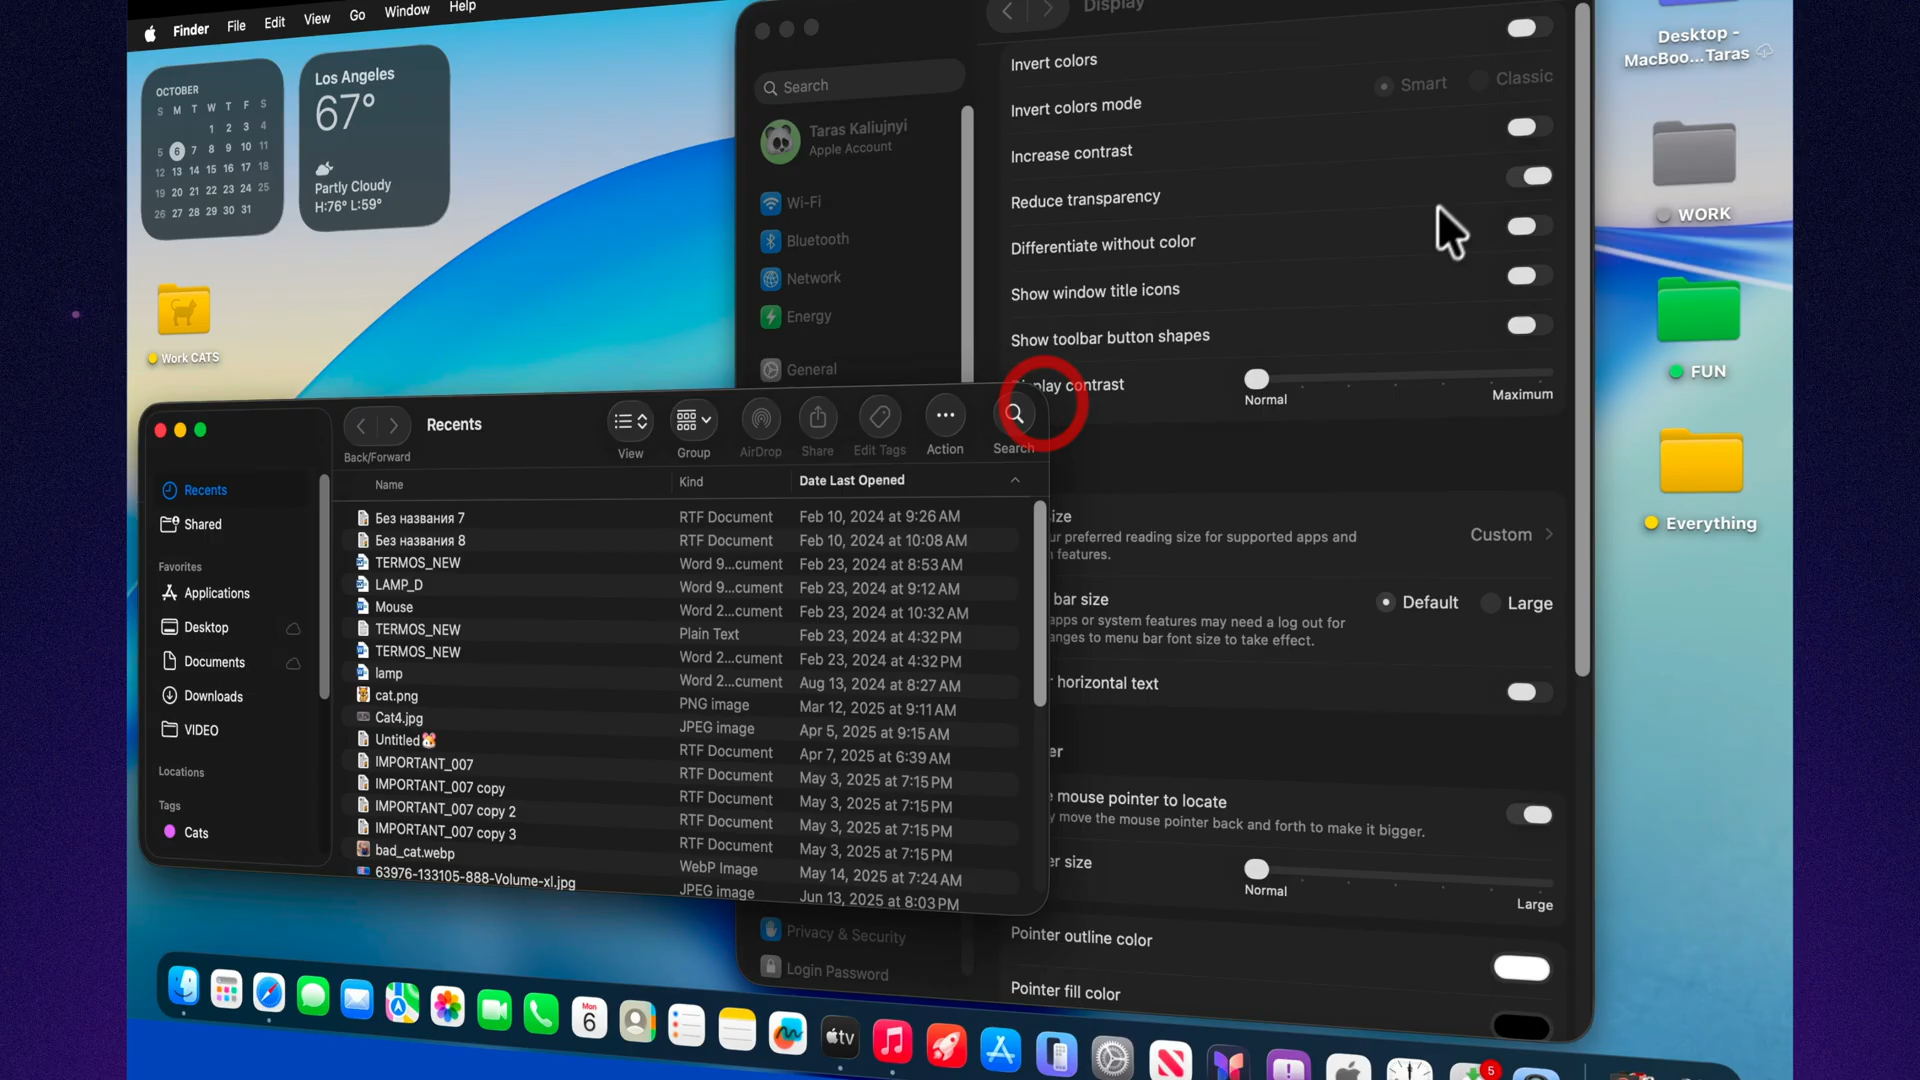 Finder File Edit View Go Window Help
OCTOBER
S M T W T F S
1 2 3 4
5 6 7 8 9 10 11
12 13 14 15 16 17 18
19 20 21 22 23 24 25
26 27 28 29 30 31
Los Angeles
67°
Partly Cloudy
H:76° L:59°
Work CATS
Display
Search
Taras Kaliujnyi
Apple Account
Wi-Fi
Bluetooth
Network
Energy
General
Privacy & Security
Login Password
Invert colors
Invert colors mode
Smart
Classic
Increase contrast
Reduce transparency
Differentiate without color
Show window title icons
Show toolbar button shapes
play contrast
Normal
Maximum
ize
ur preferred reading size for supported apps and
features.
Custom
bar size
Default
Large
apps or system features may need a log out for
anges to menu bar font size to take effect.
horizontal text
er
mouse pointer to locate
move the mouse pointer back and forth to make it bigger.
er size
Normal
Large
Pointer outline color
Pointer fill color
Recents
Back/Forward
View
Group
AirDrop
Share
Edit Tags
Action
Search
Recents
Shared
Favorites
Applications
Desktop
Documents
Downloads
VIDEO
Locations
Tags
Cats
Name Kind Date Last Opened
Без названия 7 RTF Document Feb 10, 2024 at 9:26 AM
Без названия 8 RTF Document Feb 10, 2024 at 10:08 AM
TERMOS_NEW Word 9...cument Feb 23, 2024 at 8:53 AM
LAMP_D Word 9...cument Feb 23, 2024 at 9:12 AM
Mouse Word 2...cument Feb 23, 2024 at 10:32 AM
TERMOS_NEW Plain Text Feb 23, 2024 at 4:32 PM
TERMOS_NEW Word 2...cument Feb 23, 2024 at 4:32 PM
lamp Word 2...cument Aug 13, 2024 at 8:27 AM
cat.png PNG image Mar 12, 2025 at 9:11 AM
Cat4.jpg JPEG image Apr 5, 2025 at 9:15 AM
Untitled🐹 RTF Document Apr 7, 2025 at 6:39 AM
IMPORTANT_007 RTF Document May 3, 2025 at 7:15 PM
IMPORTANT_007 copy RTF Document May 3, 2025 at 7:15 PM
IMPORTANT_007 copy 2 RTF Document May 3, 2025 at 7:15 PM
IMPORTANT_007 copy 3 RTF Document May 3, 2025 at 7:15 PM
bad_cat.webp WebP Image May 14, 2025 at 7:24 AM
63976-133105-888-Volume-xl.jpg JPEG image Jun 13, 2025 at 8:03 PM
Desktop -
MacBoo...Taras
WORK
FUN
Everything
Mon
6
tv
5